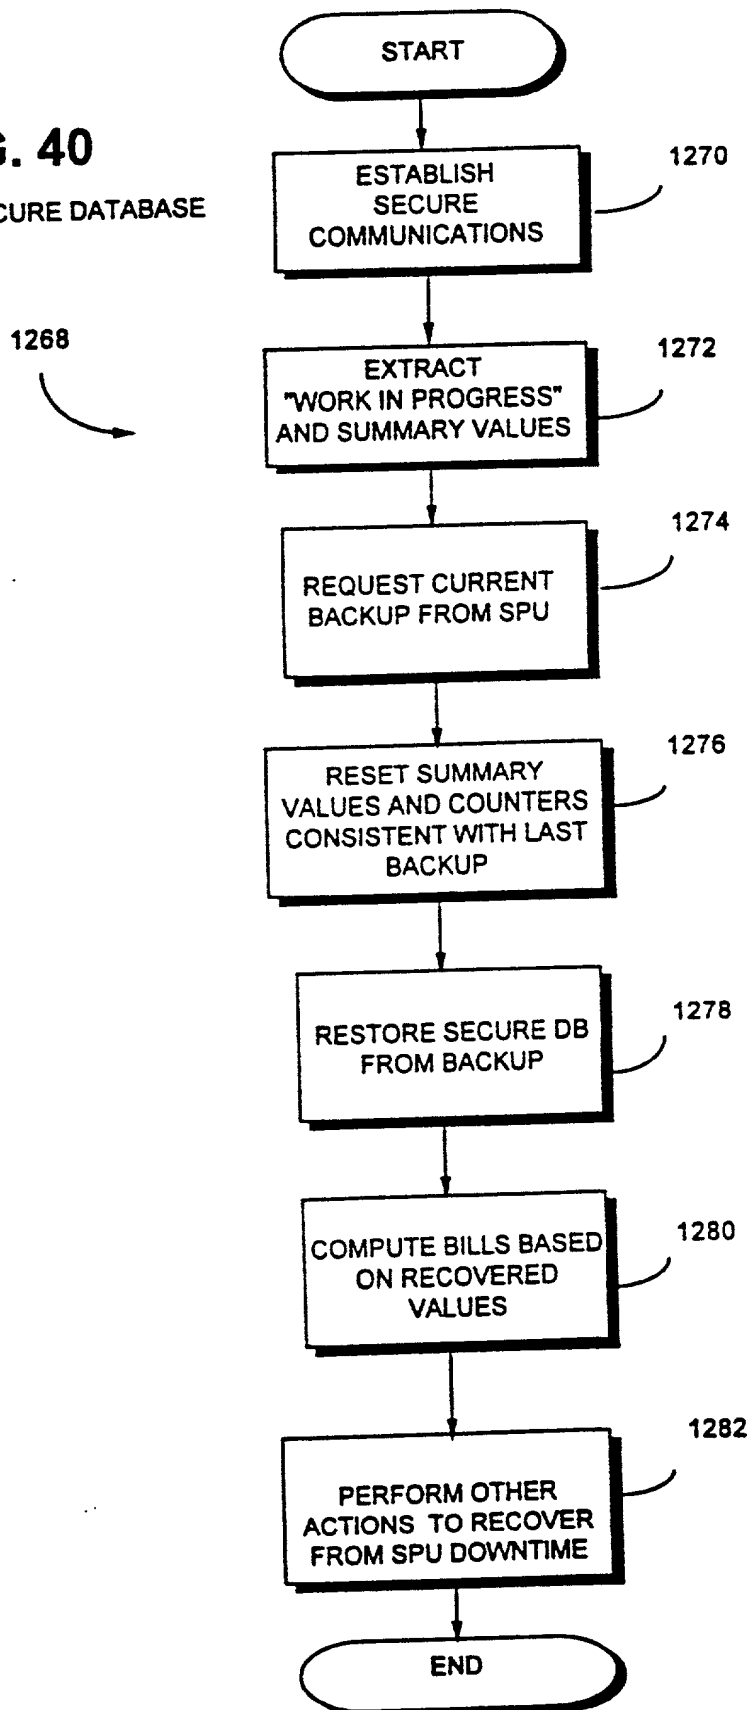 START
G. 40
CURE DATABASE
1270
ESTABLISH
SECURE
COMMUNICATIONS
1268
1272
EXTRACT
"WORK IN PROGRESS"
AND SUMMARY VALUES
1274
REQUEST CURRENT
BACKUP FROM SPU
1276
RESET SUMMARY
VALUES AND COUNTERS
CONSISTENT WITH LAST
BACKUP
1278
RESTORE SECURE DB
FROM BACKUP
1280
COMPUTE BILLS BASED
ON RECOVERED
VALUES
1282
PERFORM OTHER
ACTIONS TO RECOVER
FROM SPU DOWNTIME
END